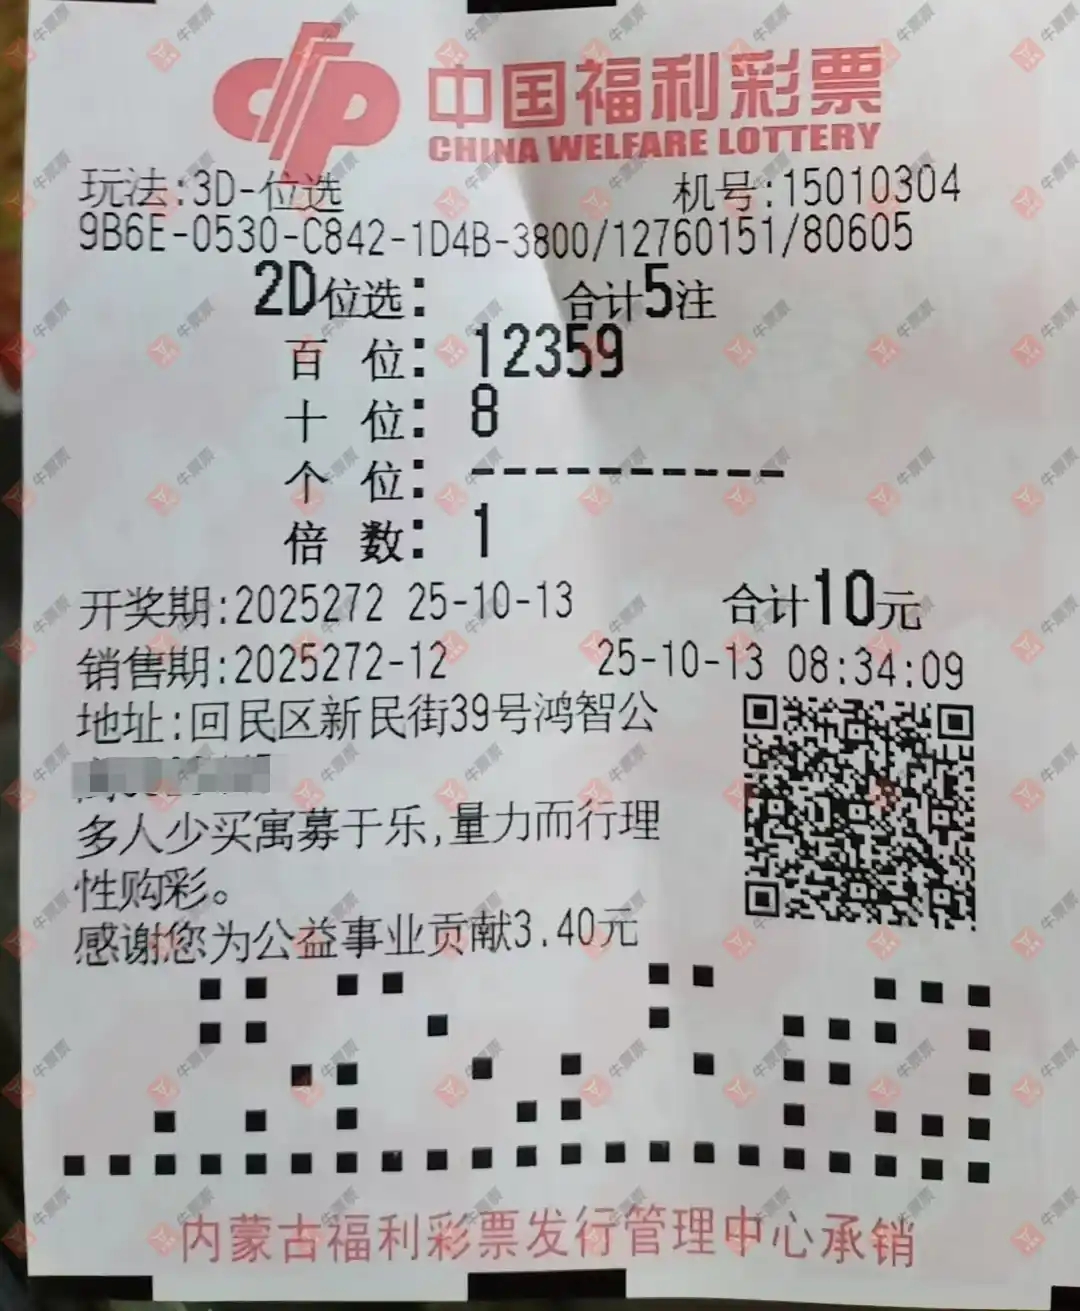 中国福利彩票
CHINA WELFARE LOTTERY
玩法:3D-位选 机号:15010304
9B6E-0530-C842-1D4B-3800/12760151/80605
2D位选: 合计5注
百 位: 12359
十 位: 8
个 位: ----------
倍 数: 1
开奖期:2025272 25-10-13 合计10元
销售期:2025272-12 25-10-13 08:34:09
地址:回民区新民街39号鸿智公
多人少买寓募于乐,量力而行理
性购彩。
感谢您为公益事业贡献3.40元
内蒙古福利彩票发行管理中心承销
牛票票